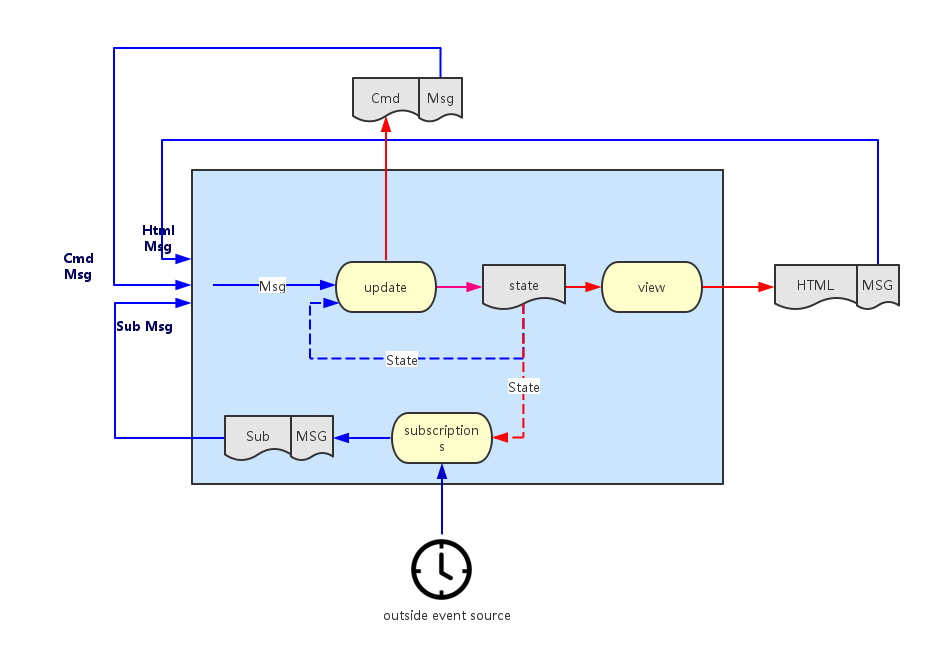 Cmd
Msg
Html
Msg
Cmd
Msg
Msg
update
state
view
HTML
MSG
Sub Msg
State
State
Sub
MSG
subscription
s
outside event source